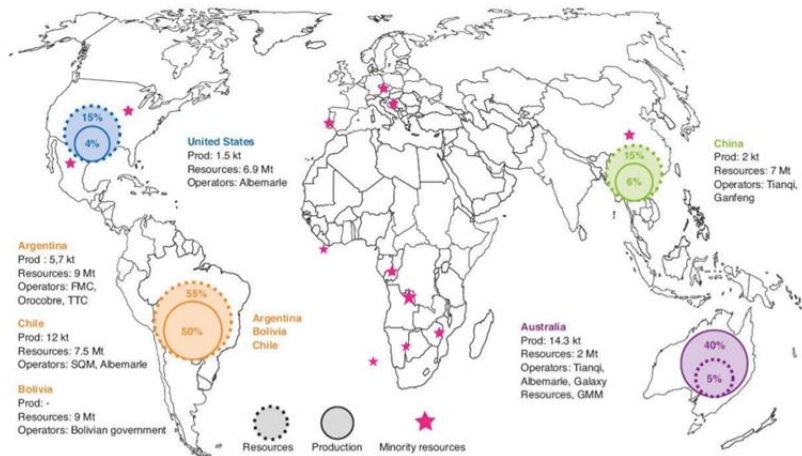 15%
4%
United States
Prod: 1.5 kt
Resources: 6.9 Mt
Operators: Albemarle
China
Prod: 2 kt
Resources: 7 Mt
Operators: Tianqi,
Ganfeng
15%
6%
Argentina
Prod : 5,7 kt
Resources: 9 Mt
Operators: FMC,
Orocobre, TTC
Chile
Prod: 12 kt
Resources: 7.5 Mt
Operators: SQM, Albemarle
Bolivia
Prod: -
Resources: 9 Mt
Operators: Bolivian government
55%
50%
Argentina
Bolivia
Chile
Australia
Prod: 14.3 kt
Resources: 2 Mt
Operators: Tianqi,
Albemarle, Galaxy
Resources, GMM
40%
5%
Resources
Production
Minority resources